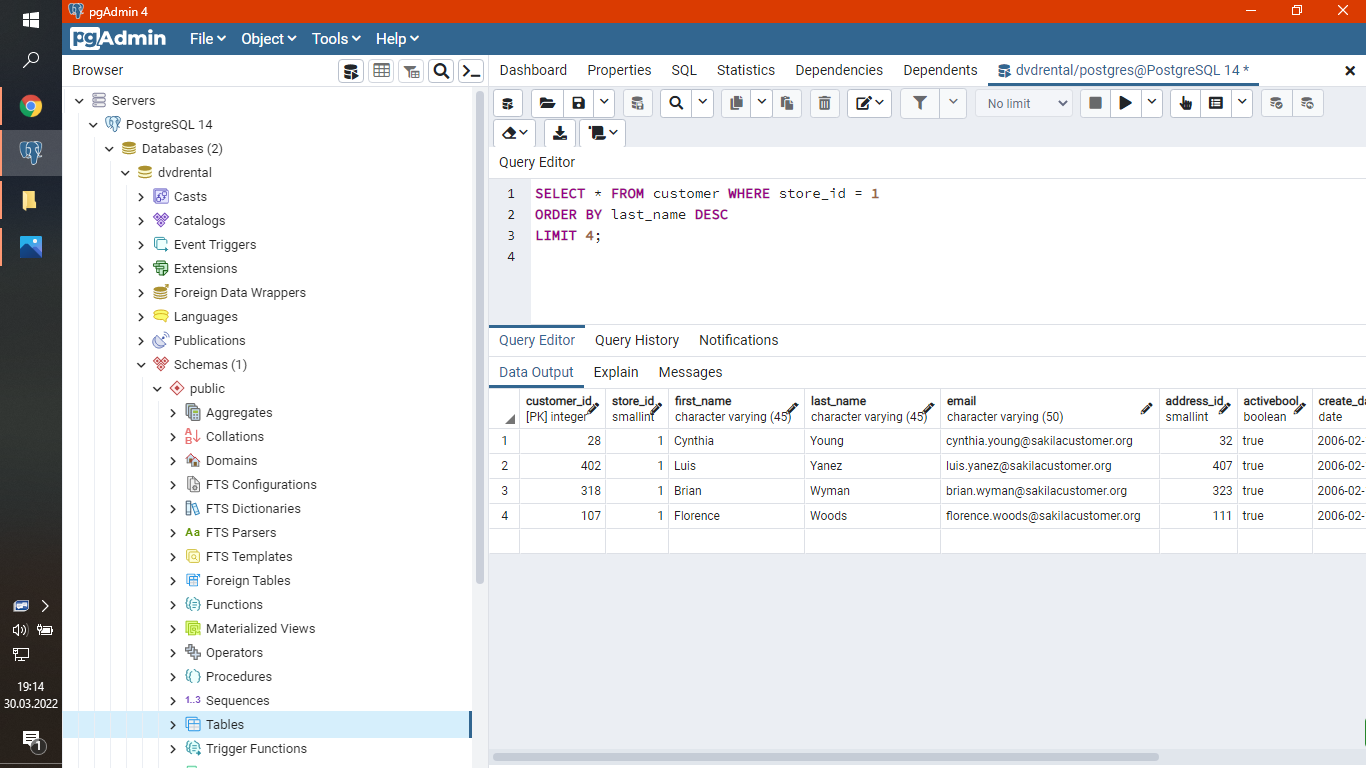 pgAdmin 4
pgAdmin File Object Tools Help
Browser
Dashboard Properties SQL Statistics Dependencies Dependents dvdrental/postgres@PostgreSQL 14 *
Servers
PostgreSQL 14
Databases (2)
dvdrental
Casts
Catalogs
Event Triggers
Extensions
Foreign Data Wrappers
Languages
Publications
Schemas (1)
public
Aggregates
Collations
Domains
FTS Configurations
FTS Dictionaries
Aa FTS Parsers
FTS Templates
Foreign Tables
Functions
Materialized Views
Operators
Procedures
1..3 Sequences
Tables
Trigger Functions
No limit
Query Editor
1 SELECT * FROM customer WHERE store_id = 1
2 ORDER BY last_name DESC
3 LIMIT 4;
4
Query Editor Query History Notifications
Data Output Explain Messages
customer_id store_id first_name last_name email address_id activebool create_da
[PK] integer smallint character varying (45) character varying (45) character varying (50) smallint boolean date
1 28 1 Cynthia Young cynthia.young@sakilacustomer.org 32 true 2006-02-
2 402 1 Luis Yanez luis.yanez@sakilacustomer.org 407 true 2006-02-
3 318 1 Brian Wyman brian.wyman@sakilacustomer.org 323 true 2006-02-
4 107 1 Florence Woods florence.woods@sakilacustomer.org 111 true 2006-02-
19:14
30.03.2022
1